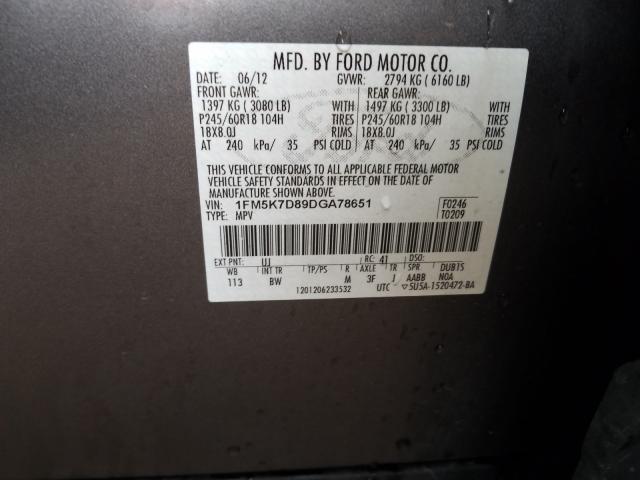 MFD. BY FORD MOTOR CO.
DATE: 06/12 GVWR: 2794 KG ( 6160 LB)
FRONT GAWR: REAR GAWR:
1397 KG ( 3080 LB) WITH 1497 KG ( 3300 LB) WITH
P245/60R18 104H TIRES P245/60R18 104H TIRES
18X8.0J RIMS 18X8.0J RIMS
AT 240 kPa/ 35 PSI COLD AT 240 kPa/ 35 PSI COLD
THIS VEHICLE CONFORMS TO ALL APPLICABLE FEDERAL MOTOR
VEHICLE SAFETY STANDARDS IN EFFECT ON THE DATE OF
MANUFACTURE SHOWN ABOVE.
VIN: 1FM5K7D89DGA78651 F0246
TYPE: MPV T0209
EXT PNT: UJ RC: 41 DSO:
WB INT TR TP/PS R AXLE TR SPR DUB1S
113 BW M 3F 1 AABB NOA
1201206233532 UTC 5U5A-1520472-BA